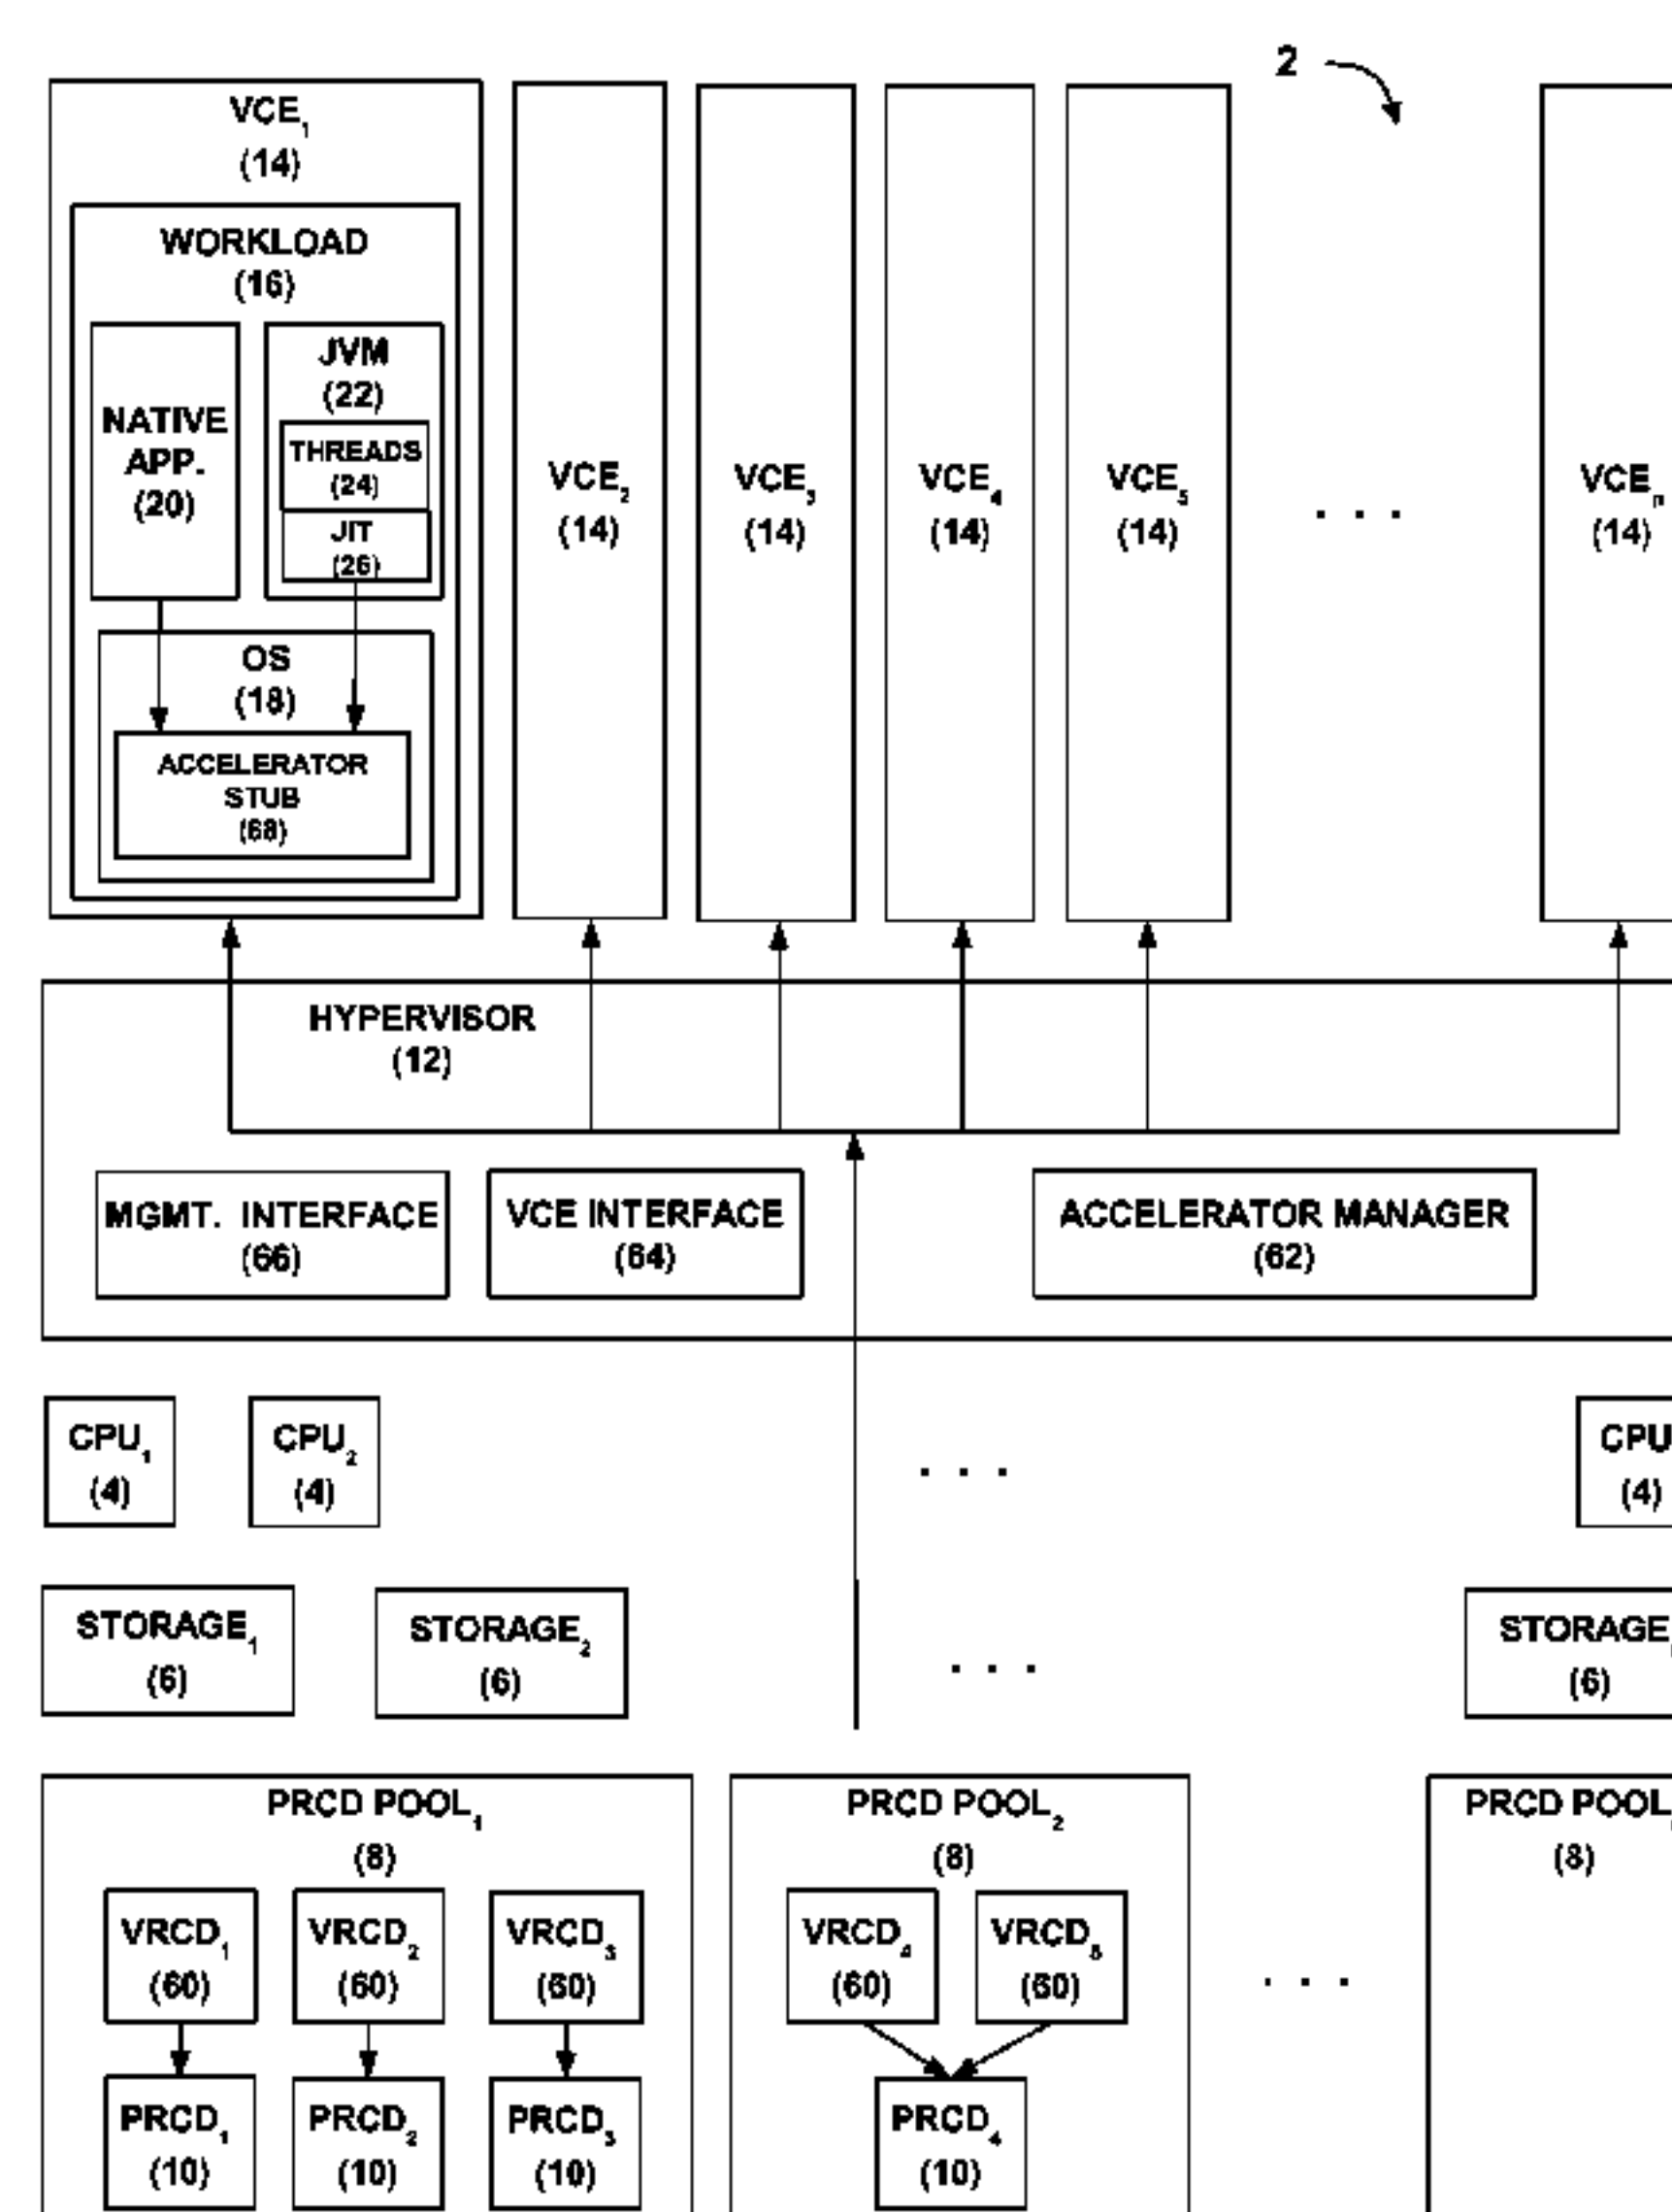 2
VCE1
(14)
WORKLOAD
(16)
NATIVE
APP.
(20)
JVM
(22)
THREADS
(24)
JIT
(26)
OS
(18)
ACCELERATOR
STUB
(68)
VCE2
(14)
VCE3
(14)
VCE4
(14)
VCE5
(14)
. . .
VCEn
(14)
HYPERVISOR
(12)
MGMT. INTERFACE
(66)
VCE INTERFACE
(64)
ACCELERATOR MANAGER
(62)
CPU1
(4)
CPU2
(4)
. . .
CPU
(4)
STORAGE1
(6)
STORAGE2
(6)
. . .
STORAGE
(6)
PRCD POOL1
(8)
VRCD1
(60)
VRCD2
(60)
VRCD3
(60)
PRCD1
(10)
PRCD2
(10)
PRCD3
(10)
PRCD POOL2
(8)
VRCD4
(60)
VRCD5
(60)
PRCD4
(10)
. . .
PRCD POOL
(8)